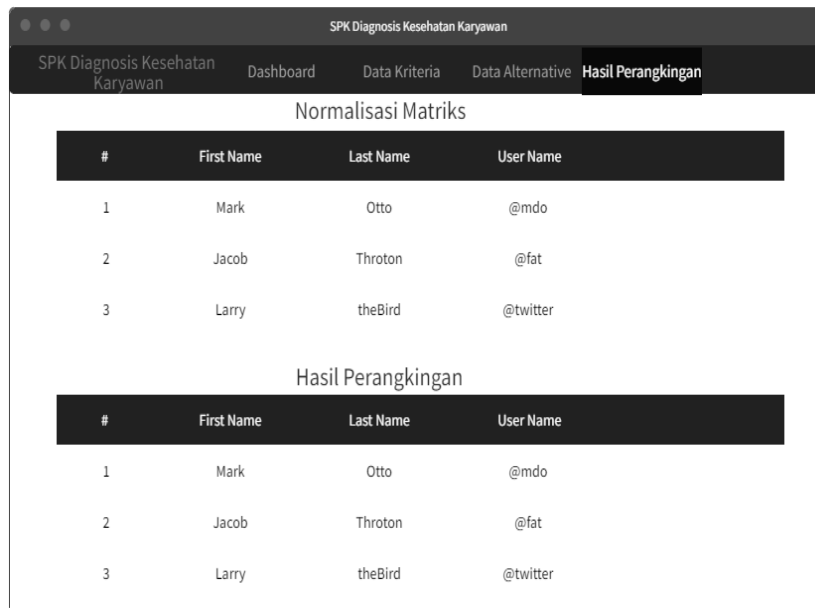 SPK Diagnosis Kesehatan Karyawan
SPK Diagnosis Kesehatan
Karyawan
Dashboard
Data Kriteria
Data Alternative
Hasil Perangkingan
Normalisasi Matriks
# First Name Last Name User Name
1 Mark Otto @mdo
2 Jacob Throton @fat
3 Larry theBird @twitter
Hasil Perangkingan
# First Name Last Name User Name
1 Mark Otto @mdo
2 Jacob Throton @fat
3 Larry theBird @twitter